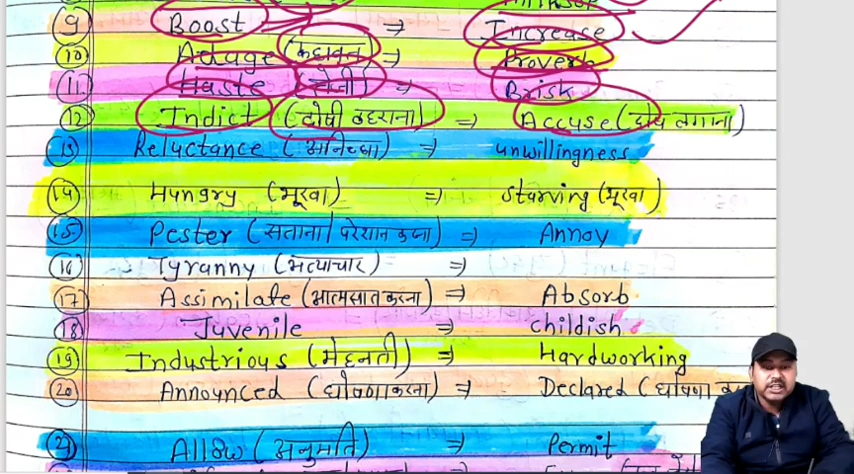 9 Boost ⇒ Increase
10 Adage (कहावत) ⇒ Proverb
11 Haste (तेजी) ⇒ Brisk
12 Indict (दोषी ठहराना) ⇒ Accuse (दोष लगाना)
13 Reluctance (अनिच्छा) ⇒ unwillingness
14 Hungry (भूखा) ⇒ Starving (भूखा)
15 Pester (सताना/परेशान करना) ⇒ Annoy
16 Tyranny (अत्याचार) ⇒
17 Assimilate (आत्मसात करना) ⇒ Absorb
18 Juvenile ⇒ childish
19 Industrious (मेहनती) ⇒ Hardworking
20 Announced (घोषणा करना) ⇒ Declared (घोषणा
21 Allow (अनुमति) ⇒ Permit